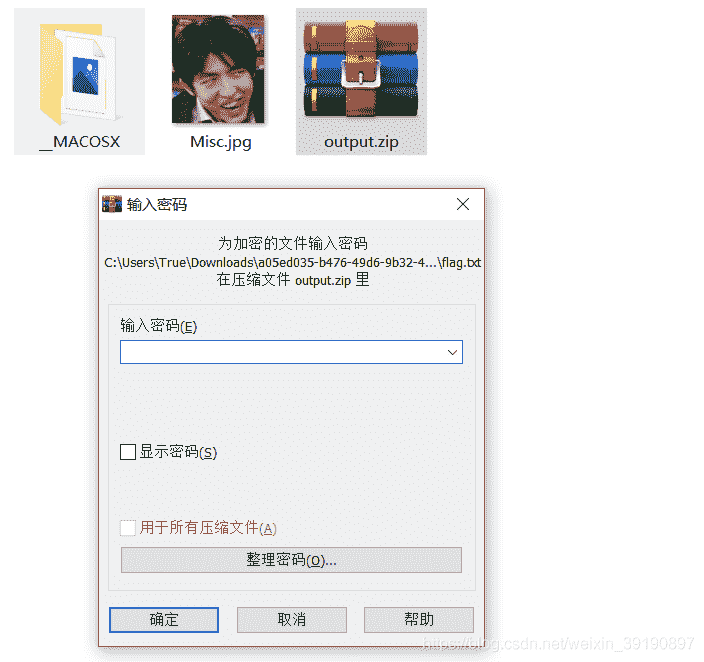 __MACOSX
Misc.jpg
output.zip
输入密码
为加密的文件输入密码
C:\Users\True\Downloads\a05ed035-b476-49d6-9b32-4...\flag.txt
在压缩文件 output.zip 里
输入密码(E)
显示密码(S)
用于所有压缩文件(A)
整理密码(O)...
确定
取消
帮助
https://blog.csdn.net/weixin_39190897